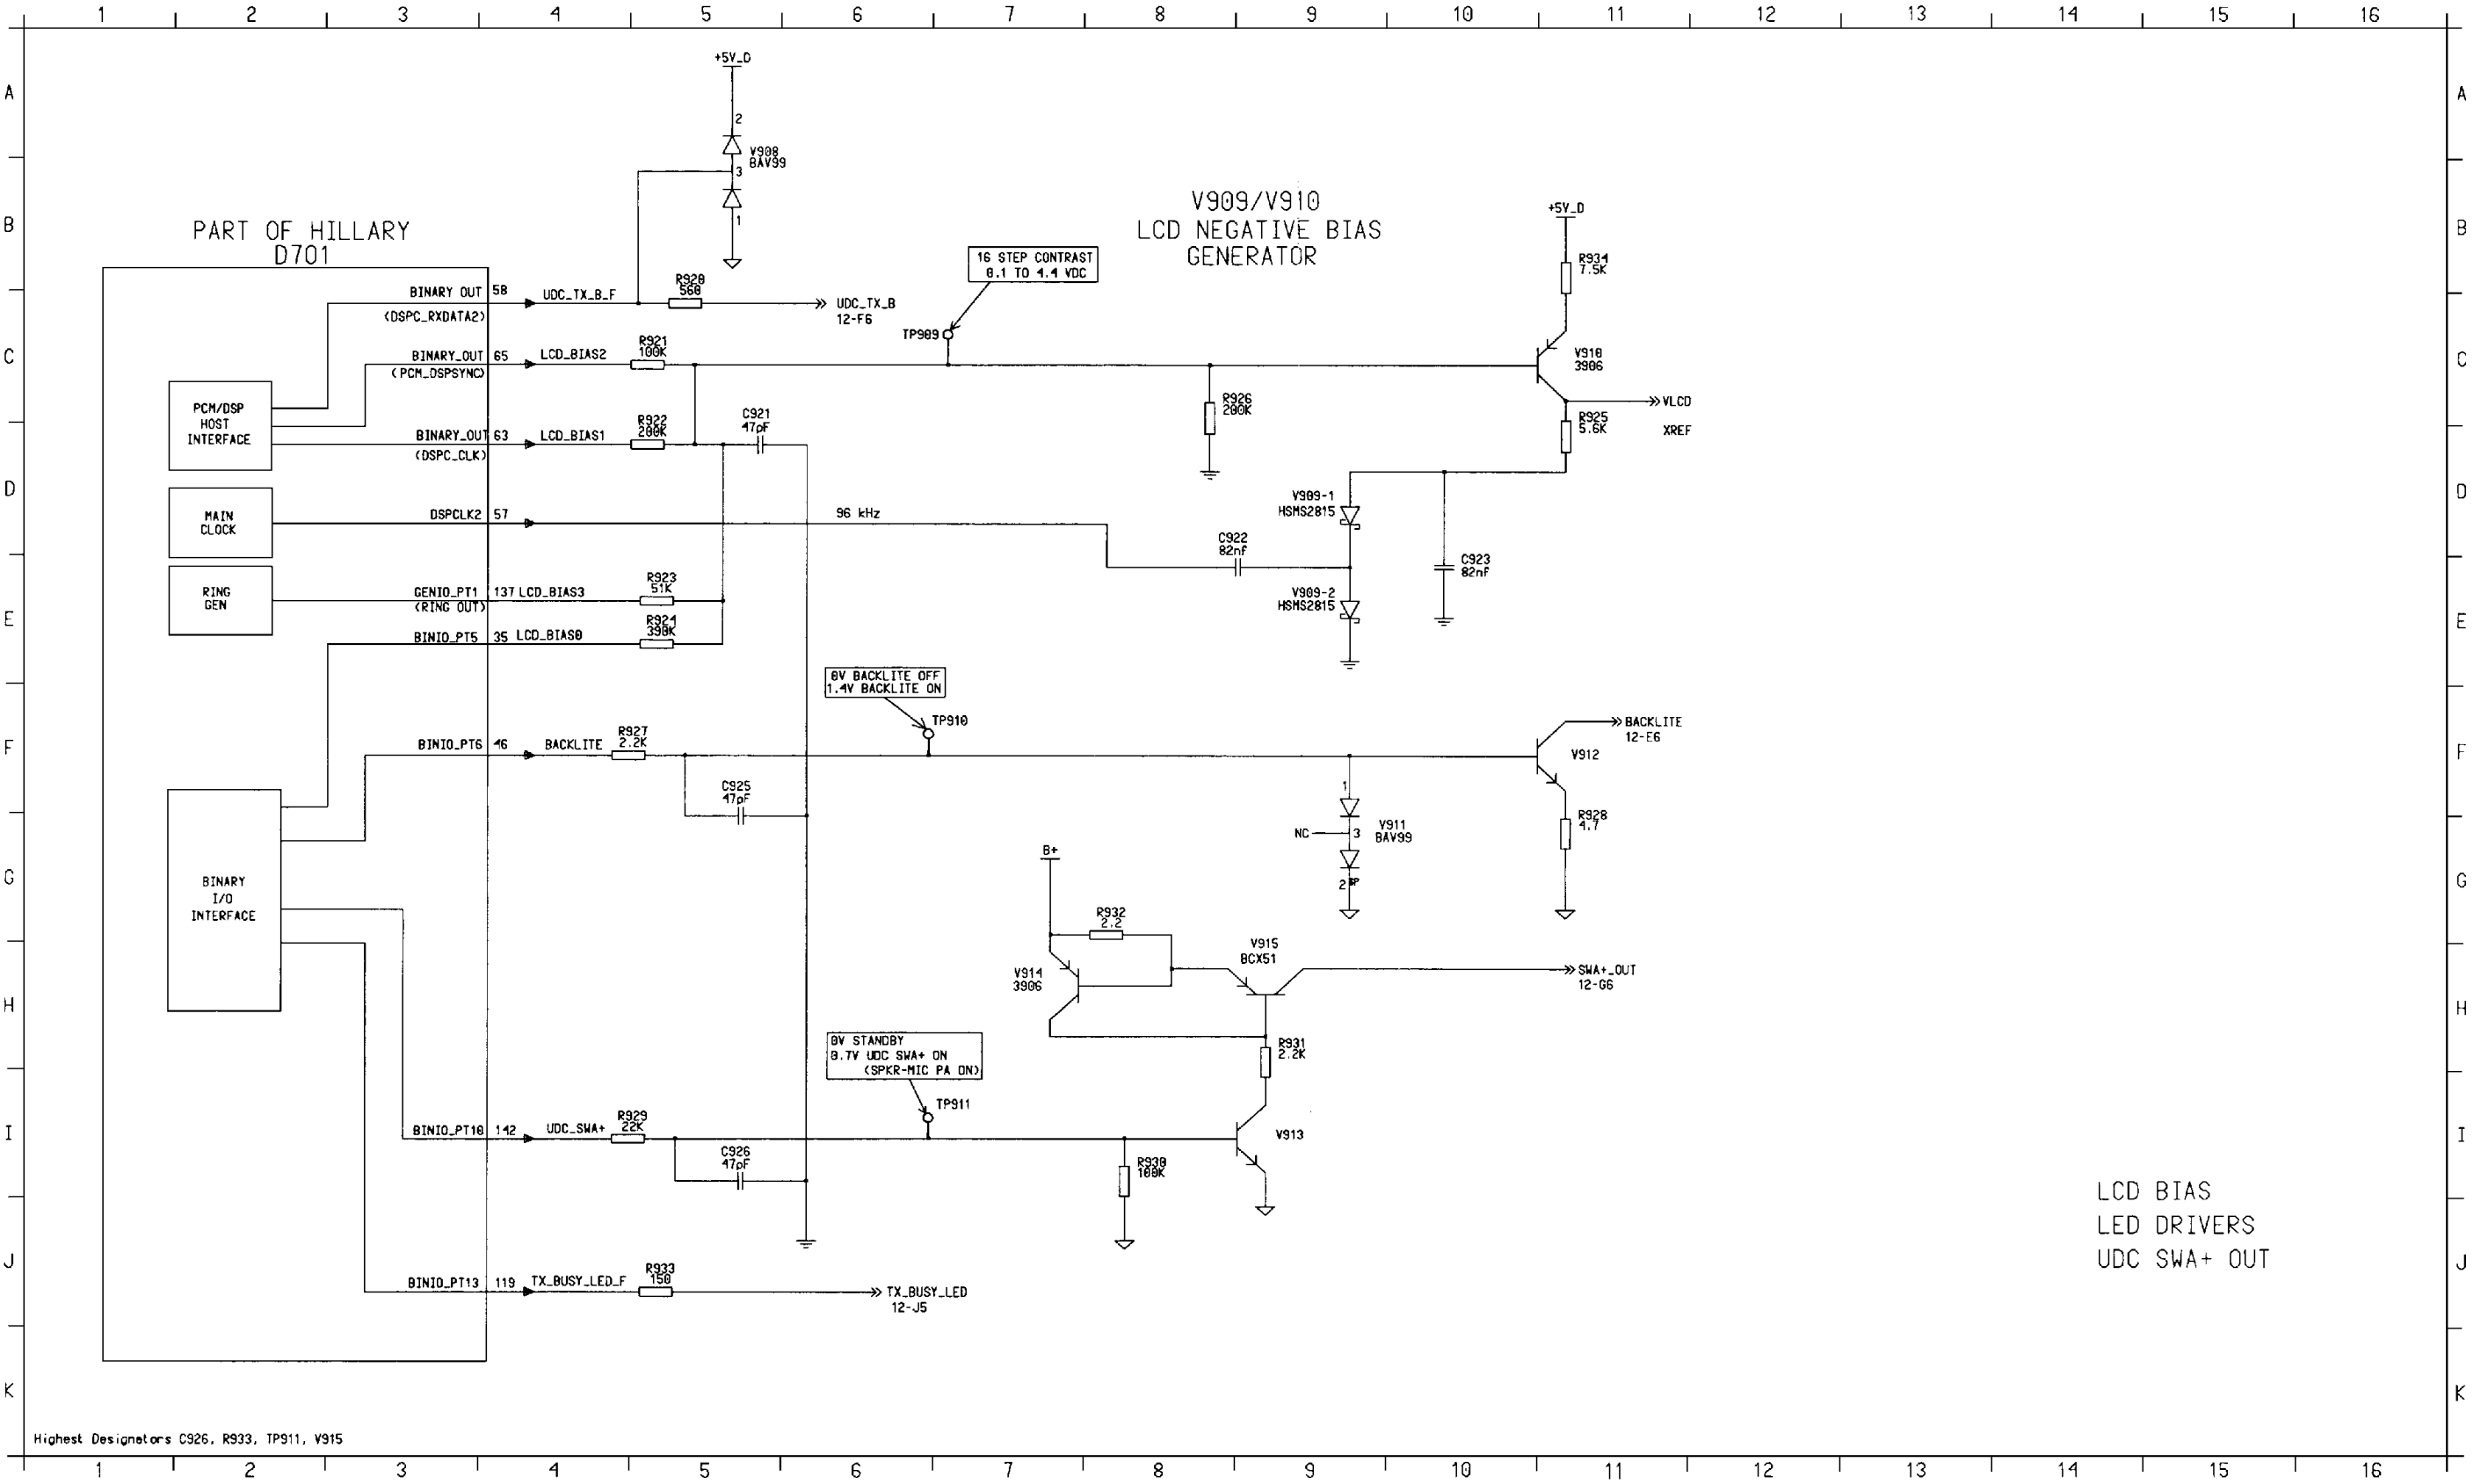 1 2 3 4 5 6 7 8 9 10 11 12 13 14 15 16
A
B
C
D
E
F
G
H
I
J
K
+5V_D
2
V908
BAV99
3
1
PART OF HILLARY
D701
V909/V910
LCD NEGATIVE BIAS
GENERATOR
16 STEP CONTRAST
0.1 TO 4.4 VDC
+5V_D
R934
7.5K
BINARY OUT 58 UDC_TX_B_F
(DSPC_RXDATA2)
R920
560
UDC_TX_B
12-F6
TP909
BINARY_OUT 65 LCD_BIAS2
(PCM_DSPSYNC)
R921
100K
V910
3906
VLCD
XREF
R925
5.6K
R926
200K
PCM/DSP
HOST
INTERFACE
BINARY_OUT 63 LCD_BIAS1
(DSPC_CLK)
R922
200K
C921
47pF
MAIN
CLOCK
DSPCLK2 57
96 kHz
V909-1
HSMS2815
C922
82nf
C923
82nf
V909-2
HSMS2815
RING
GEN
GENIO_PT1 137 LCD_BIAS3
(RING OUT)
R923
51K
BINIO_PT5 35 LCD_BIAS0
R924
390K
0V BACKLITE OFF
1.4V BACKLITE ON
TP910
BINIO_PT6 46 BACKLITE
R927
2.2K
C925
47pF
BACKLITE
12-E6
V912
R928
4.7
1
NC
3
V911
BAV99
2
BINARY
I/O
INTERFACE
B+
R932
2.2
V914
3906
V915
BCX51
SWA+_OUT
12-G6
R931
2.2K
0V STANDBY
0.7V UDC SWA+ ON
(SPKR-MIC PA ON)
TP911
BINIO_PT10 142 UDC_SWA+
R929
22K
C926
47pF
R930
100K
V913
BINIO_PT13 119 TX_BUSY_LED_F
R933
150
TX_BUSY_LED
12-J5
LCD BIAS
LED DRIVERS
UDC SWA+ OUT
Highest Designators C926, R933, TP911, V915
A
B
C
D
E
F
G
H
I
J
K
1 2 3 4 5 6 7 8 9 10 11 12 13 14 15 16